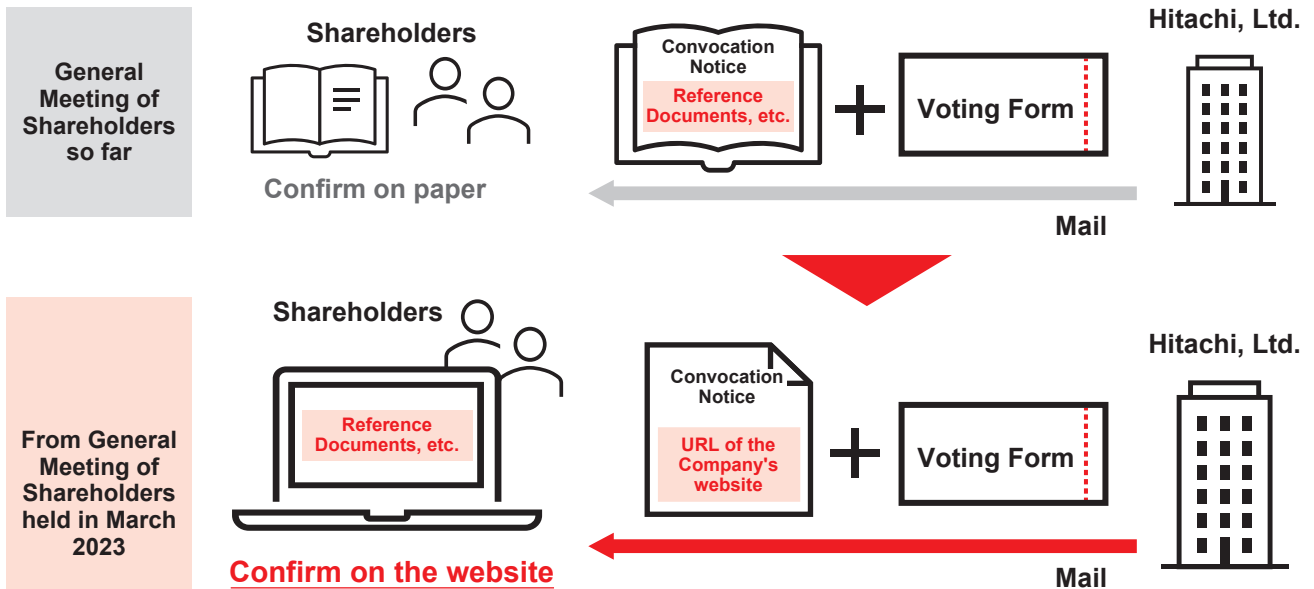 General
Meeting of
Shareholders
so far
Shareholders
Confirm on paper
Convocation
Notice
Reference
Documents, etc.
Voting Form
Hitachi, Ltd.
Mail
From General
Meeting of
Shareholders
held in March
2023
Shareholders
Reference
Documents, etc.
Confirm on the website
Convocation
Notice
URL of the
Company's
website
Voting Form
Hitachi, Ltd.
Mail